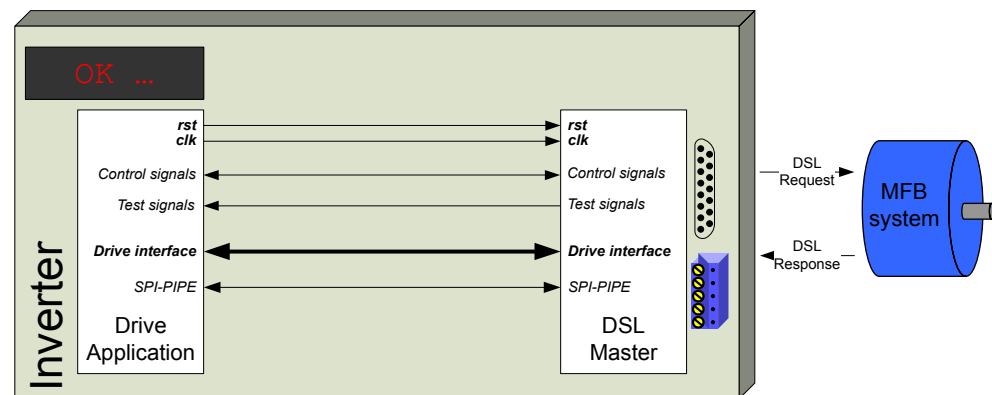 OK ...
Inverter
rst
clk
Control signals
Test signals
Drive interface
SPI-PIPE
Drive
Application
rst
clk
Control signals
Test signals
Drive interface
SPI-PIPE
DSL
Master
DSL
Request
DSL
Response
MFB
system